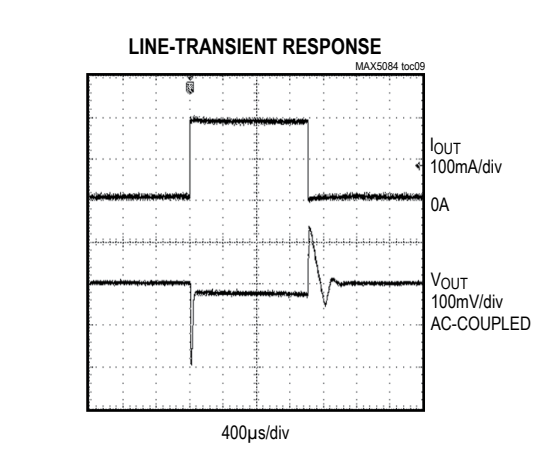 LINE-TRANSIENT RESPONSE
MAX5084 toc09
IOUT
100mA/div
0A
VOUT
100mV/div
AC-COUPLED
400µs/div